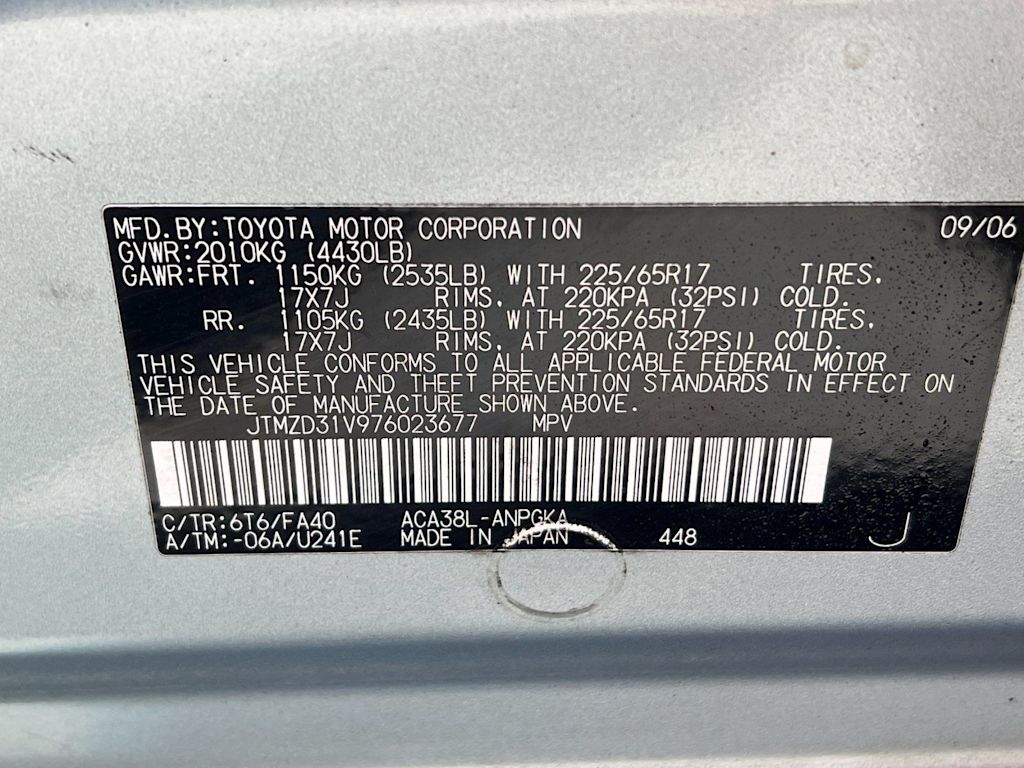 MFD.BY:TOYOTA MOTOR CORPORATION 09/06
GVWR:2010KG (4430LB)
GAWR:FRT. 1150KG (2535LB) WITH 225/65R17 TIRES,
17X7J RIMS, AT 220KPA (32PSI) COLD.
RR. 1105KG (2435LB) WITH 225/65R17 TIRES,
17X7J RIMS, AT 220KPA (32PSI) COLD.
THIS VEHICLE CONFORMS TO ALL APPLICABLE FEDERAL MOTOR
VEHICLE SAFETY AND THEFT PREVENTION STANDARDS IN EFFECT ON
THE DATE OF MANUFACTURE SHOWN ABOVE.
JTMZD31V976023677 MPV
C/TR:6T6/FA40 ACA38L-ANPGKA
A/TM:-06A/U241E MADE IN JAPAN 448 J